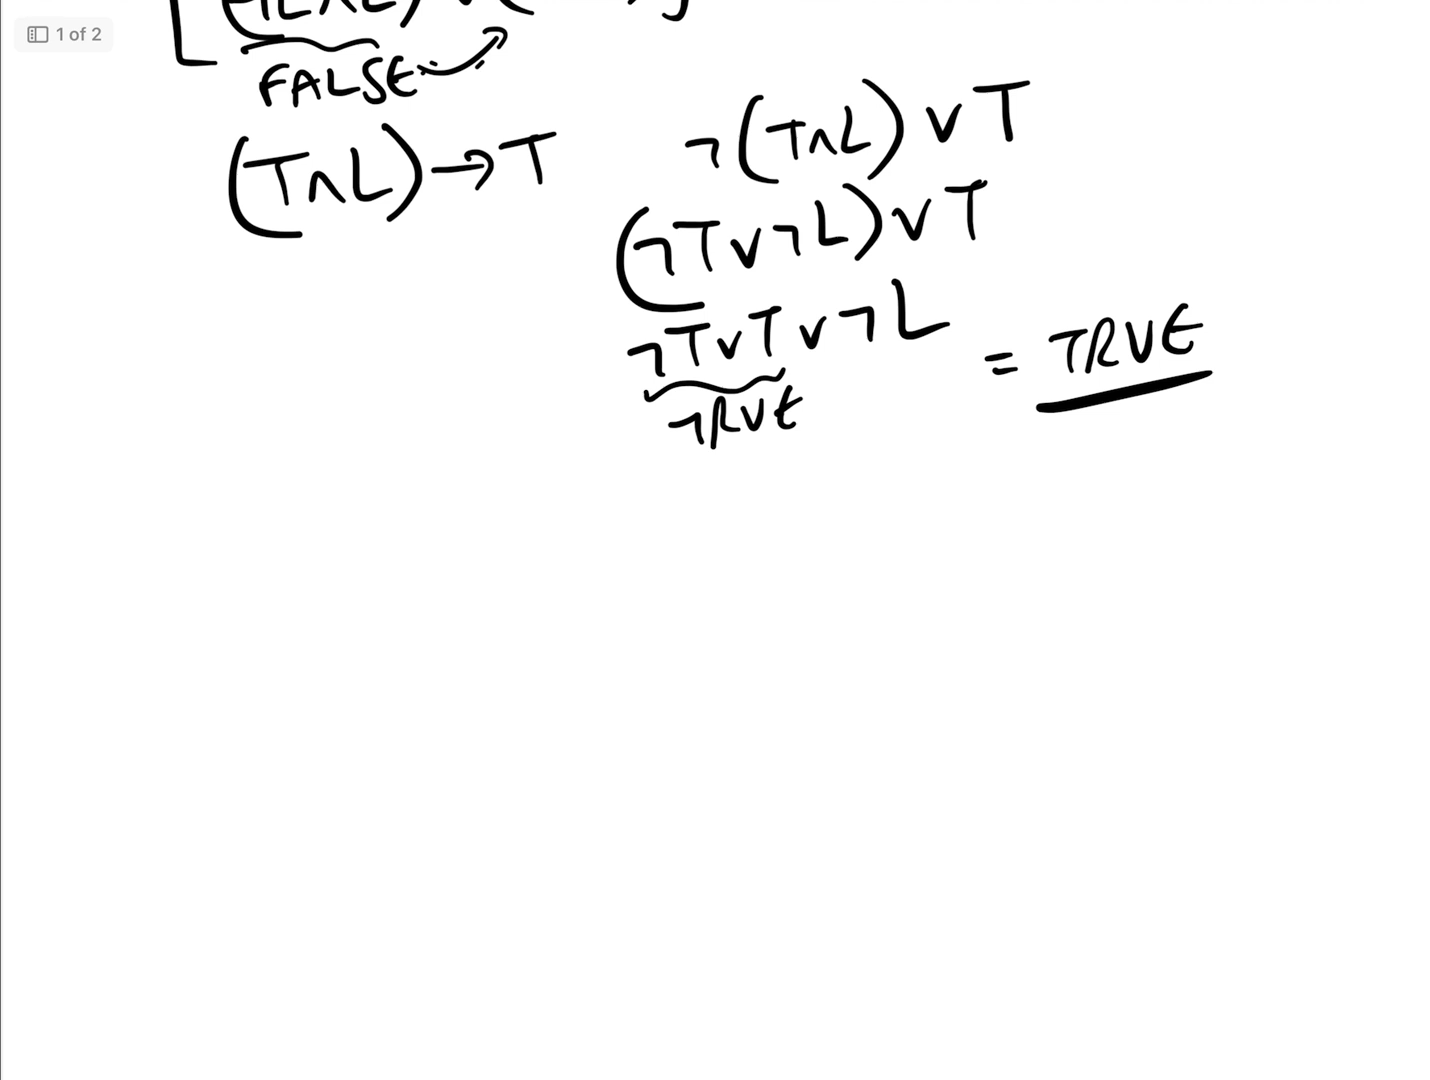 1 of 2
FALSE
(T∧L)→T
¬(T∧L)∨T
(¬T∨¬L)∨T
¬T∨T∨¬L = TRUE
TRUE